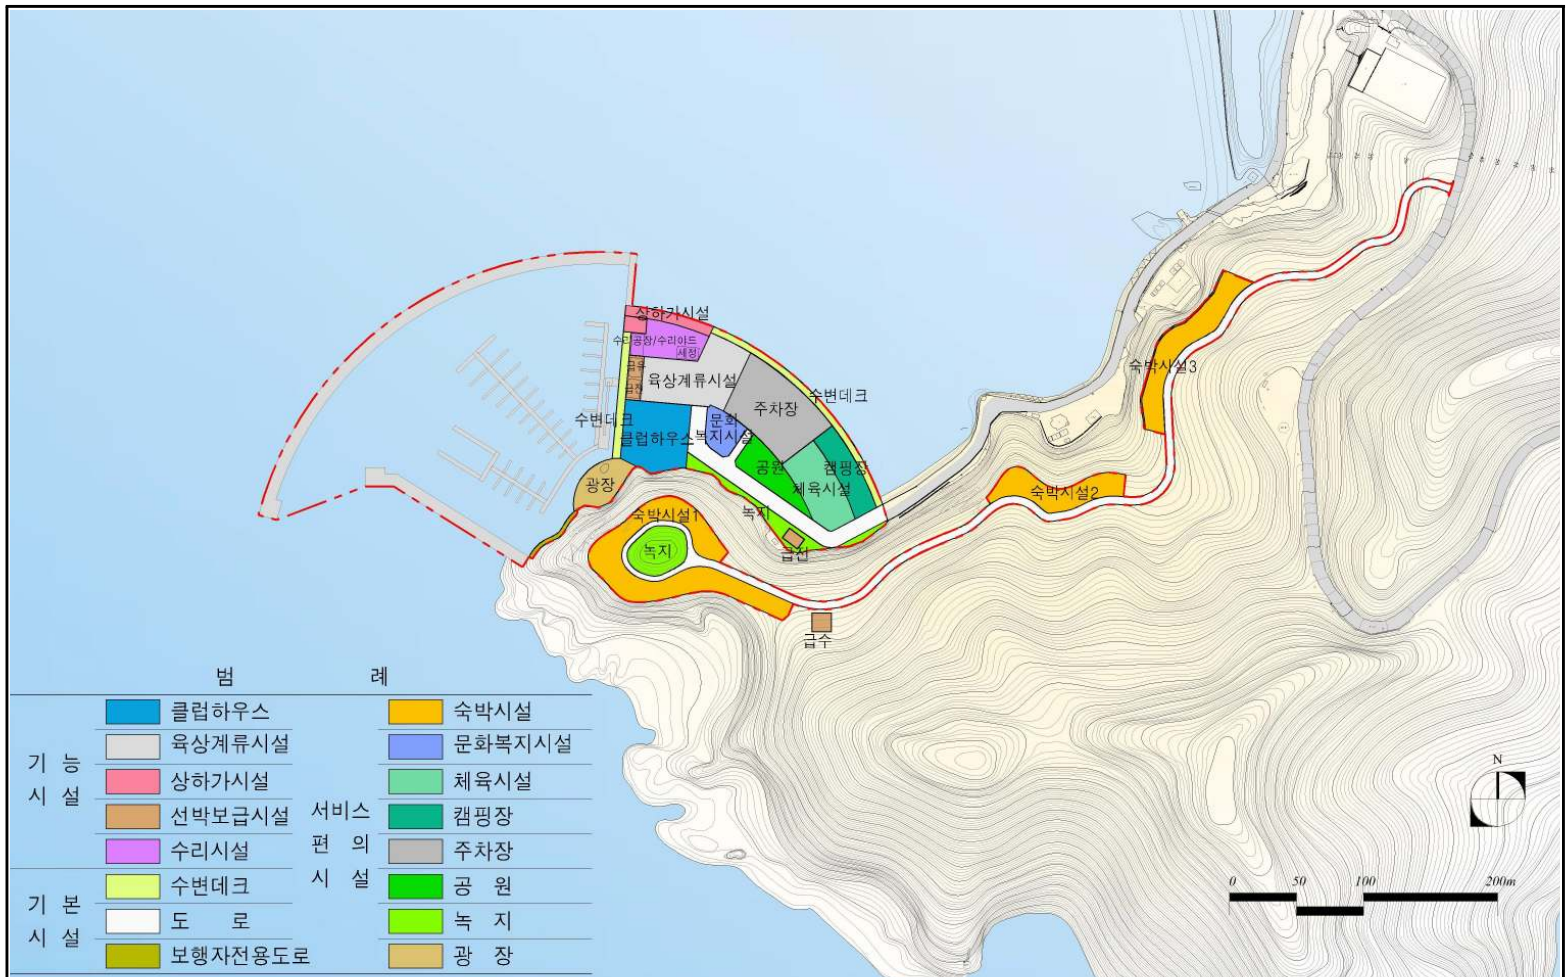 상하가시설
수리공장/수리야드
세정
급유
급전
육상계류시설
수변데크
주차장
수변데크
클럽하우스
문화
복지시설
공원
캠핑장
체육시설
광장
녹지
급전
숙박시설1
녹지
급수
숙박시설2
숙박시설3
범 례
기 능
시 설
클럽하우스
육상계류시설
상하가시설
선박보급시설
수리시설
기 본
시 설
수변데크
도 로
보행자전용도로
서비스
편 의
시 설
숙박시설
문화복지시설
체육시설
캠핑장
주차장
공 원
녹 지
광 장
N
0 50 100 200m